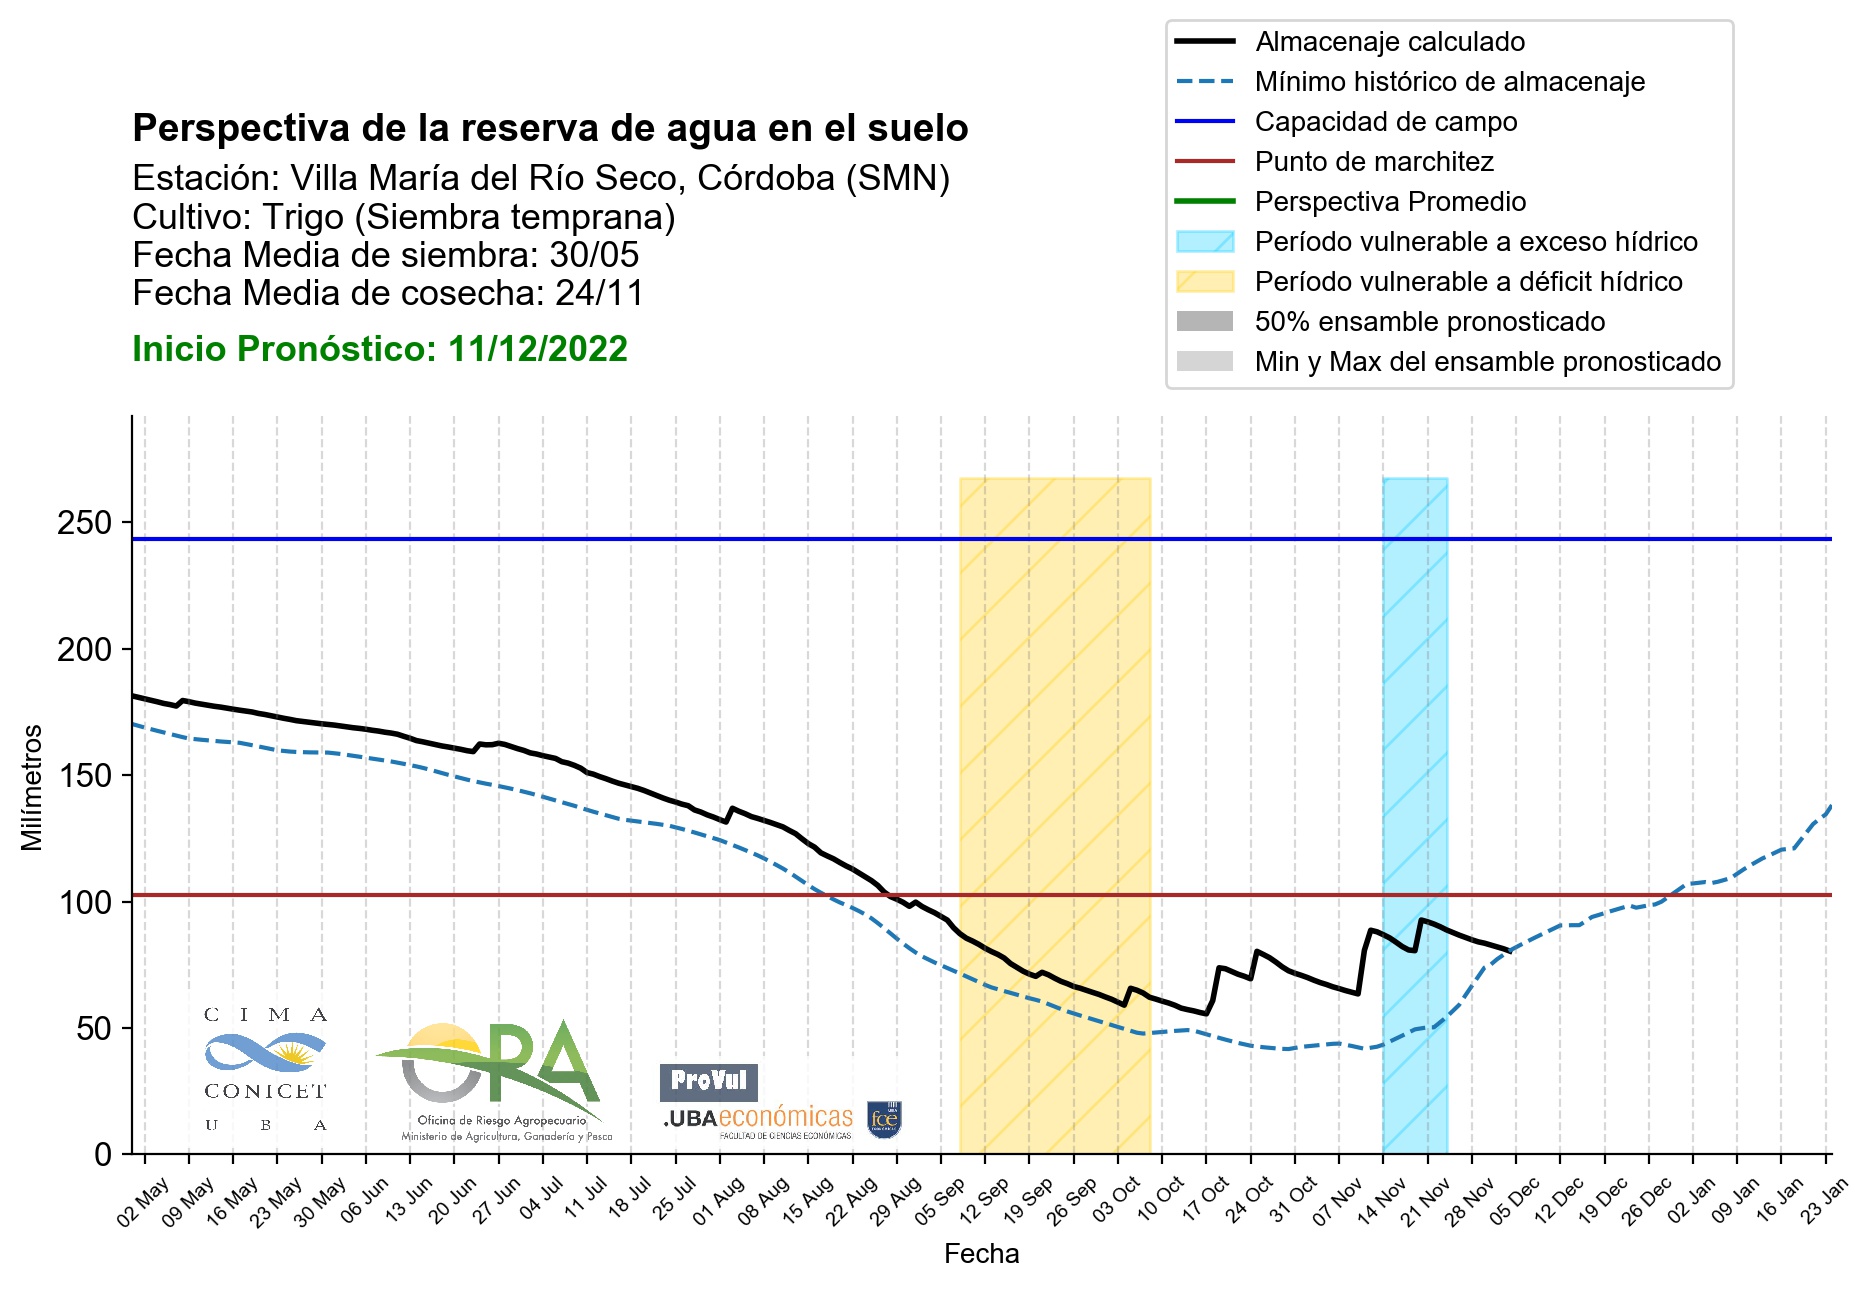 Almacenaje calculado
Mínimo histórico de almacenaje
Capacidad de campo
Punto de marchitez
Perspectiva Promedio
Período vulnerable a exceso hídrico
Período vulnerable a déficit hídrico
50% ensamble pronosticado
Min y Max del ensamble pronosticado
Perspectiva de la reserva de agua en el suelo
Estación: Villa María del Río Seco, Córdoba (SMN)
Cultivo: Trigo (Siembra temprana)
Fecha Media de siembra: 30/05
Fecha Media de cosecha: 24/11
Inicio Pronóstico: 11/12/2022
Milímetros
250
200
150
100
50
0
C I M A
CONICET
U B A
ORA
Oficina de Riesgo Agropecuario
Ministerio de Agricultura, Ganadería y Pesca
ProVul
.UBAeconómicas
FACULTAD DE CIENCIAS ECONÓMICAS
fce
02 May
09 May
16 May
23 May
30 May
06 Jun
13 Jun
20 Jun
27 Jun
04 Jul
11 Jul
18 Jul
25 Jul
01 Aug
08 Aug
15 Aug
22 Aug
29 Aug
05 Sep
12 Sep
19 Sep
26 Sep
03 Oct
10 Oct
17 Oct
24 Oct
31 Oct
07 Nov
14 Nov
21 Nov
28 Nov
05 Dec
12 Dec
19 Dec
26 Dec
02 Jan
09 Jan
16 Jan
23 Jan
Fecha